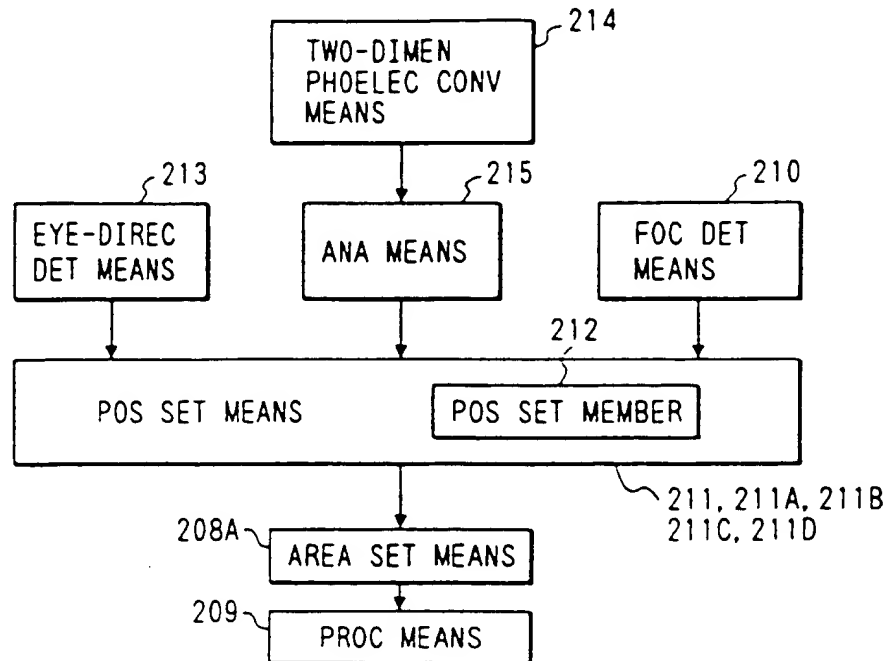 TWO-DIMEN
PHOELEC CONV
MEANS
214
213
215
210
EYE-DIREC
DET MEANS
ANA MEANS
FOC DET
MEANS
212
POS SET MEANS
POS SET MEMBER
211, 211A, 211B
211C, 211D
208A
AREA SET MEANS
209
PROC MEANS